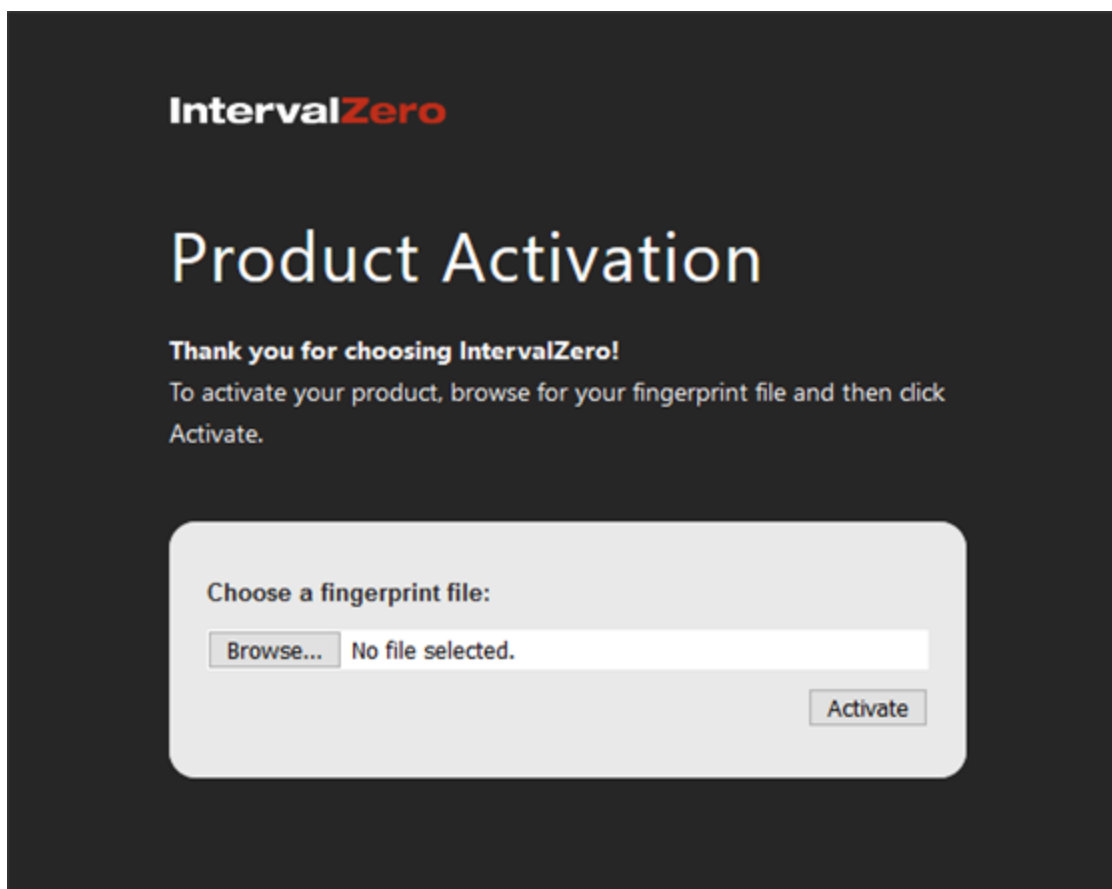 IntervalZero
Product Activation
Thank you for choosing IntervalZero!
To activate your product, browse for your fingerprint file and then click
Activate.
Choose a fingerprint file:
Browse... No file selected.
Activate